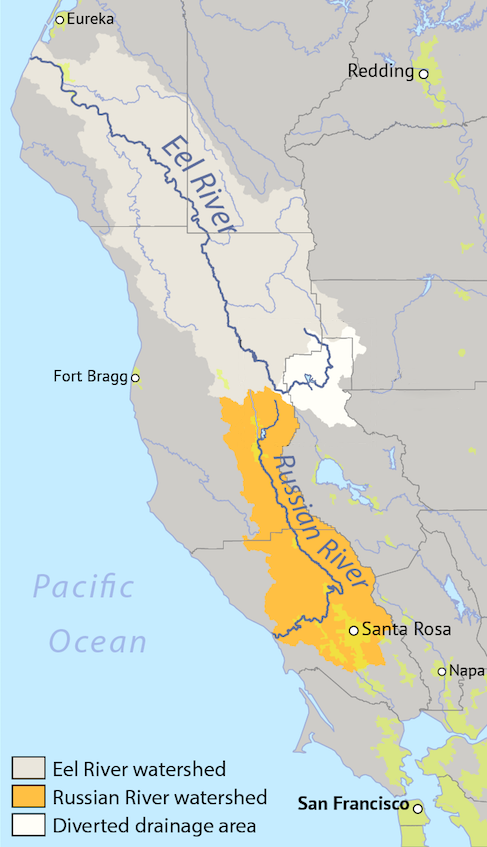 Eureka
Redding
Eel River
Fort Bragg
Russian River
Pacific
Ocean
Santa Rosa
Napa
Eel River watershed
Russian River watershed
San Francisco
Diverted drainage area